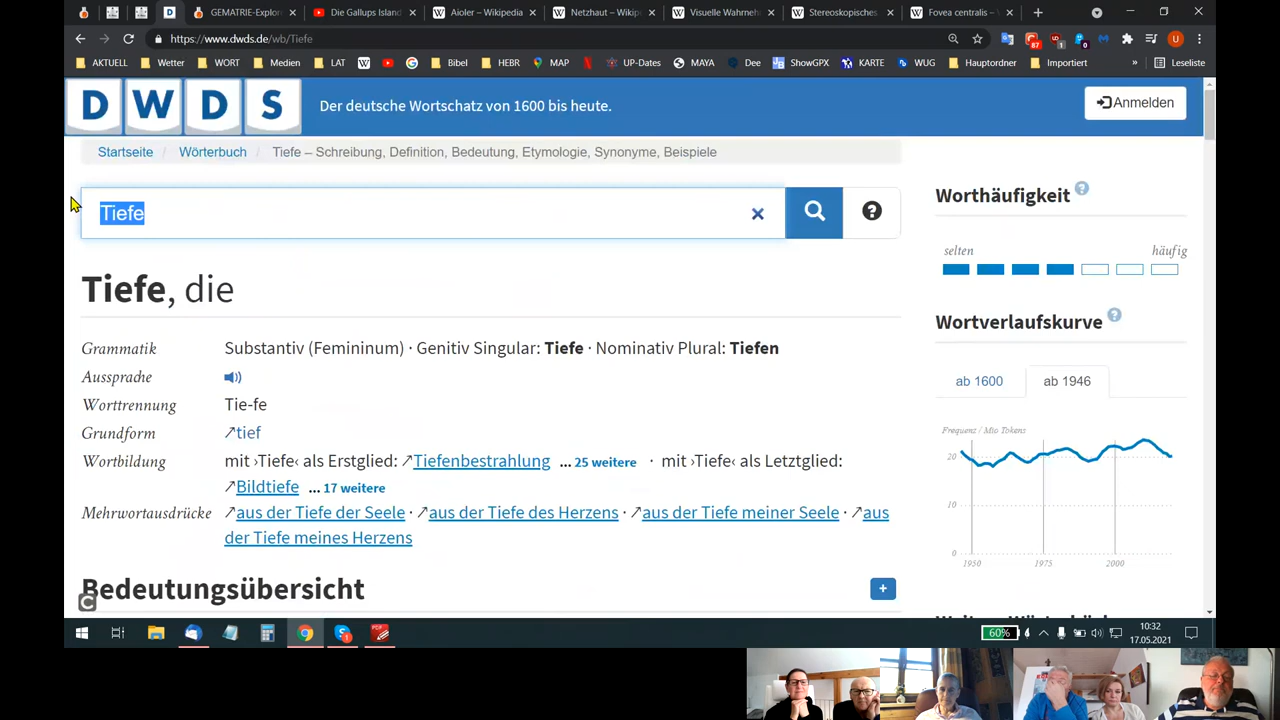 GEMATRIE-Explor
Die Gallups Island
Aioler – Wikipedia
Netzhaut – Wikip
Visuelle Wahrneh
Stereoskopisches
Fovea centralis – V
https://www.dwds.de/wb/Tiefe
87
1
0
U
AKTUELL
Wetter
WORT
Medien
LAT
W
G
Bibel
HEBR
MAP
UP-Dates
MAYA
Dee
ShowGPX
KARTE
WUG
Hauptordner
Importiert
»
Leseliste
D W D S
Der deutsche Wortschatz von 1600 bis heute.
Anmelden
Startseite / Wörterbuch / Tiefe – Schreibung, Definition, Bedeutung, Etymologie, Synonyme, Beispiele
Tiefe
Tiefe, die
Grammatik Substantiv (Femininum) · Genitiv Singular: Tiefe · Nominativ Plural: Tiefen
Aussprache
Worttrennung Tie-fe
Grundform ↗tief
Wortbildung mit ›Tiefe‹ als Erstglied: ↗Tiefenbestrahlung ... 25 weitere · mit ›Tiefe‹ als Letztglied:
↗Bildtiefe ... 17 weitere
Mehrwortausdrücke ↗aus der Tiefe der Seele · ↗aus der Tiefe des Herzens · ↗aus der Tiefe meiner Seele · ↗aus
der Tiefe meines Herzens
Bedeutungsübersicht
+
Worthäufigkeit ?
selten häufig
Wortverlaufskurve ?
ab 1600 ab 1946
Frequenz / Mio Tokens
20
10
0
1950 1975 2000
60%
10:32
17.05.2021